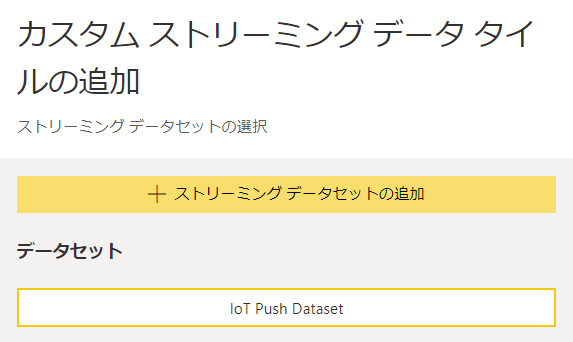 カスタム ストリーミング データ タイ
ルの追加
ストリーミング データセットの選択
＋ ストリーミング データセットの追加
データセット
IoT Push Dataset